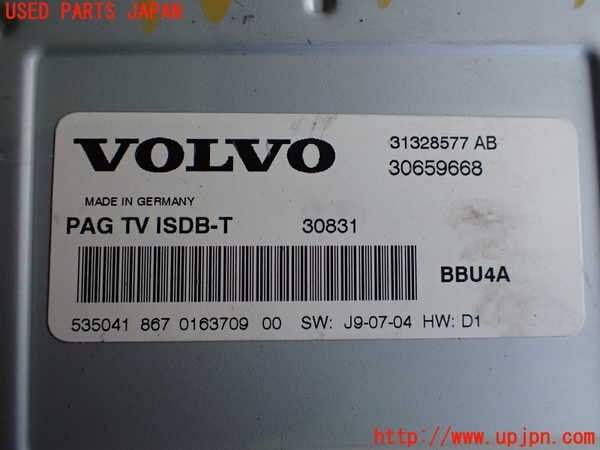 USED PARTS JAPAN
VOLVO
31328577 AB
30659668
MADE IN GERMANY
PAG TV ISDB-T 30831
BBU4A
535041 867 0163709 00 SW: J9-07-04 HW: D1
http://www.upjpn.com/